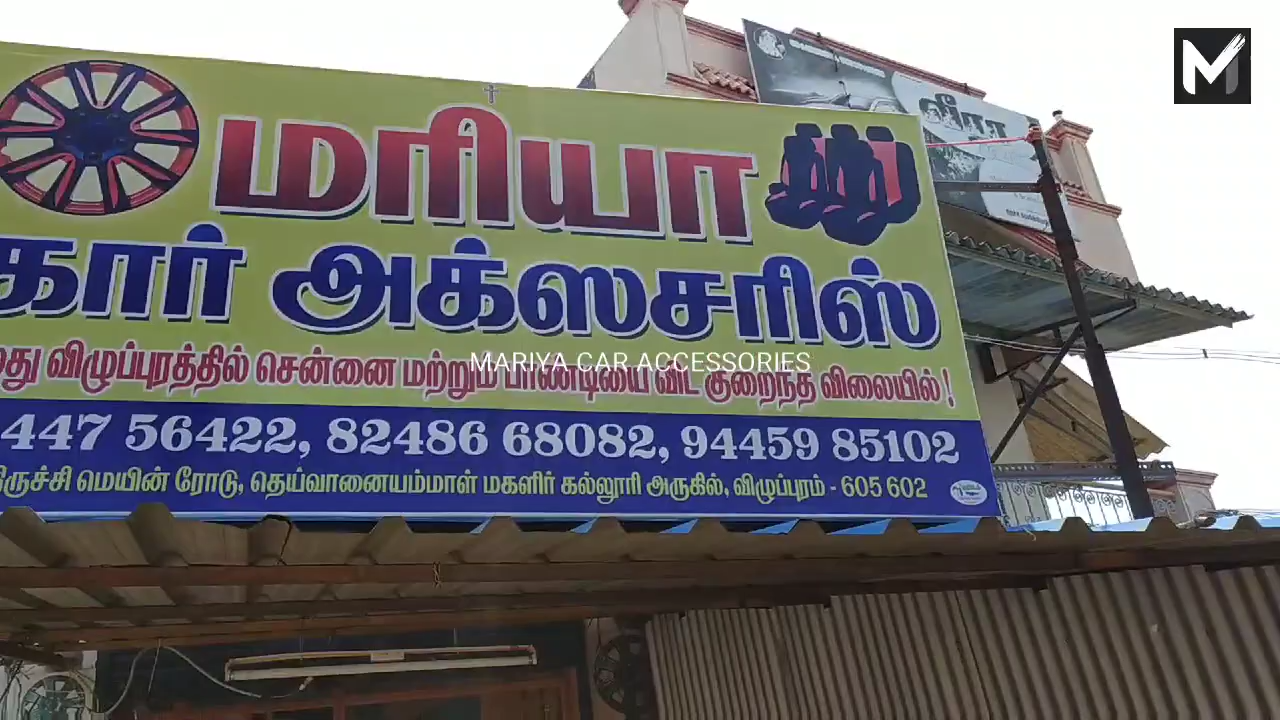 மரியா
கார் அக்ஸசரிஸ்
விழுப்புரத்தில் சென்னை மற்றும் பாண்டியை விட குறைந்த விலையில் !
MARIYA CAR ACCESSORIES
447 56422, 82486 68082, 94459 85102
மெயின் ரோடு, தெய்வானையம்மாள் மகளிர் கல்லூரி அருகில், விழுப்புரம் - 605 602
வீரா
M